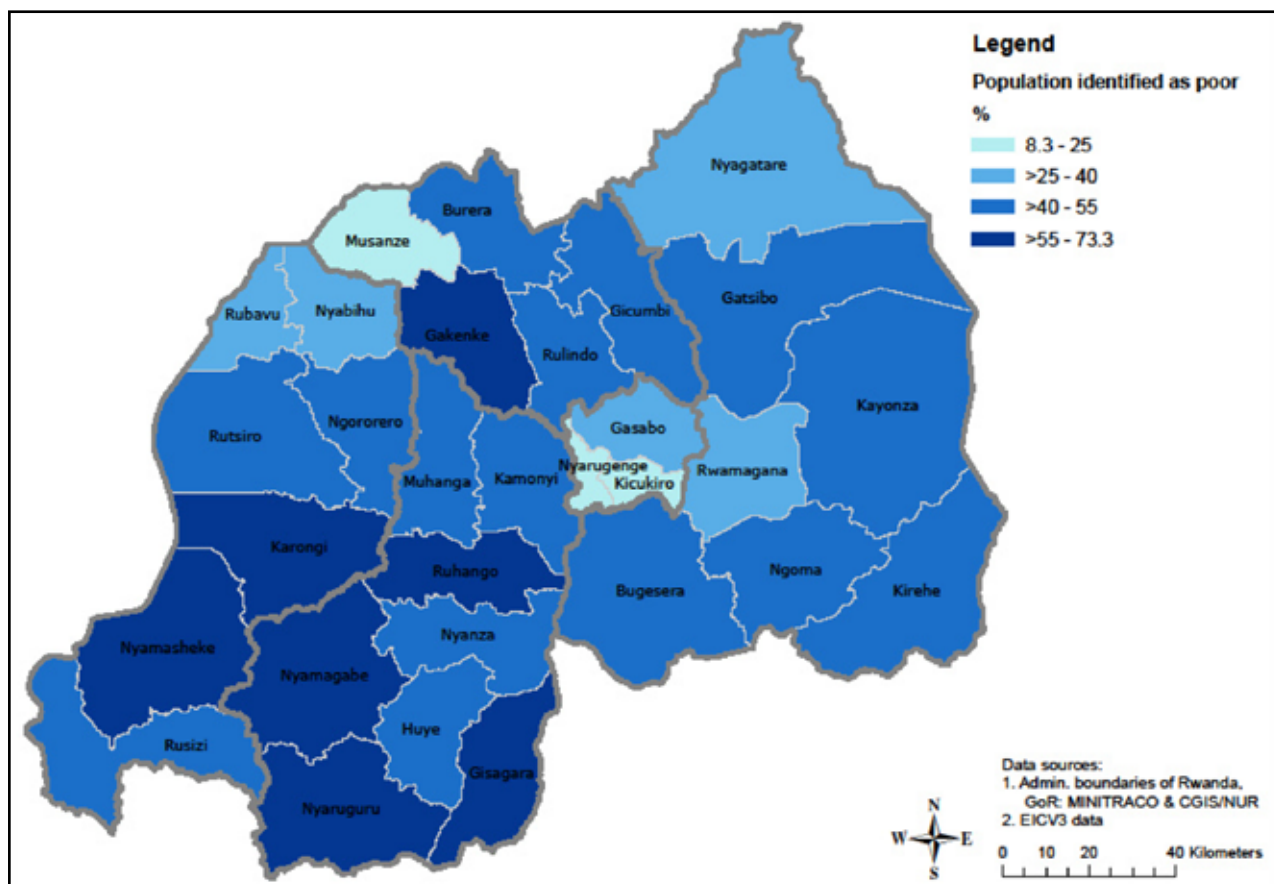 Legend
Population identified as poor
%
8.3 - 25
>25 - 40
>40 - 55
>55 - 73.3
Nyagatare
Burera
Musanze
Rubavu
Nyabihu
Gakenke
Gicumbi
Gatsibo
Rulindo
Kayonza
Rutsiro
Ngororero
Gasabo
Muhanga
Kamonyi
Nyarugenge
Kicukiro
Rwamagana
Karongi
Ruhango
Bugesera
Ngoma
Kirehe
Nyamasheke
Nyamagabe
Nyanza
Huye
Rusizi
Gisagara
Nyaruguru
Data sources:
1. Admin. boundaries of Rwanda,
GoR: MINITRACO & CGIS/NUR
2. EICV3 data
N
W E
S
0 10 20 40 Kilometers